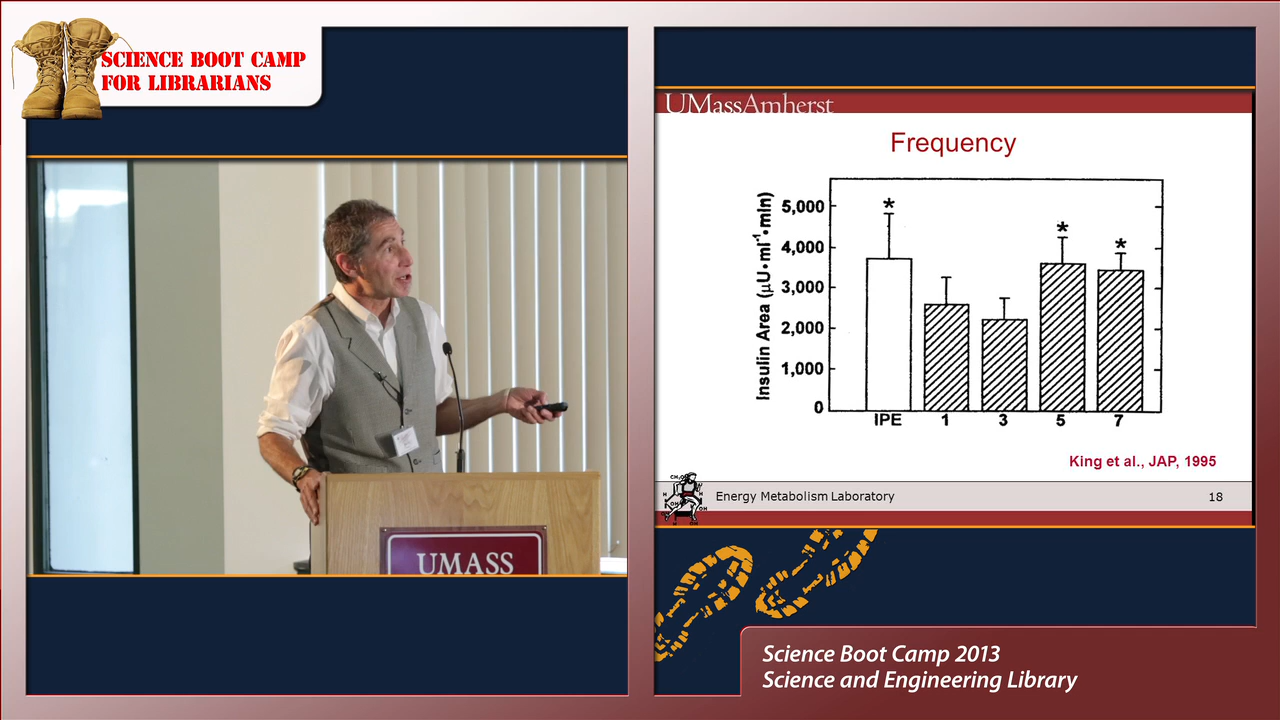 SCIENCE BOOT CAMP
FOR LIBRARIANS
UMASS
UMassAmherst
Frequency
Insulin Area (µU•ml⁻¹•min)
5,000
4,000
3,000
2,000
1,000
0
*
*
*
IPE 1 3 5 7
King et al., JAP, 1995
Energy Metabolism Laboratory
18
Science Boot Camp 2013
Science and Engineering Library